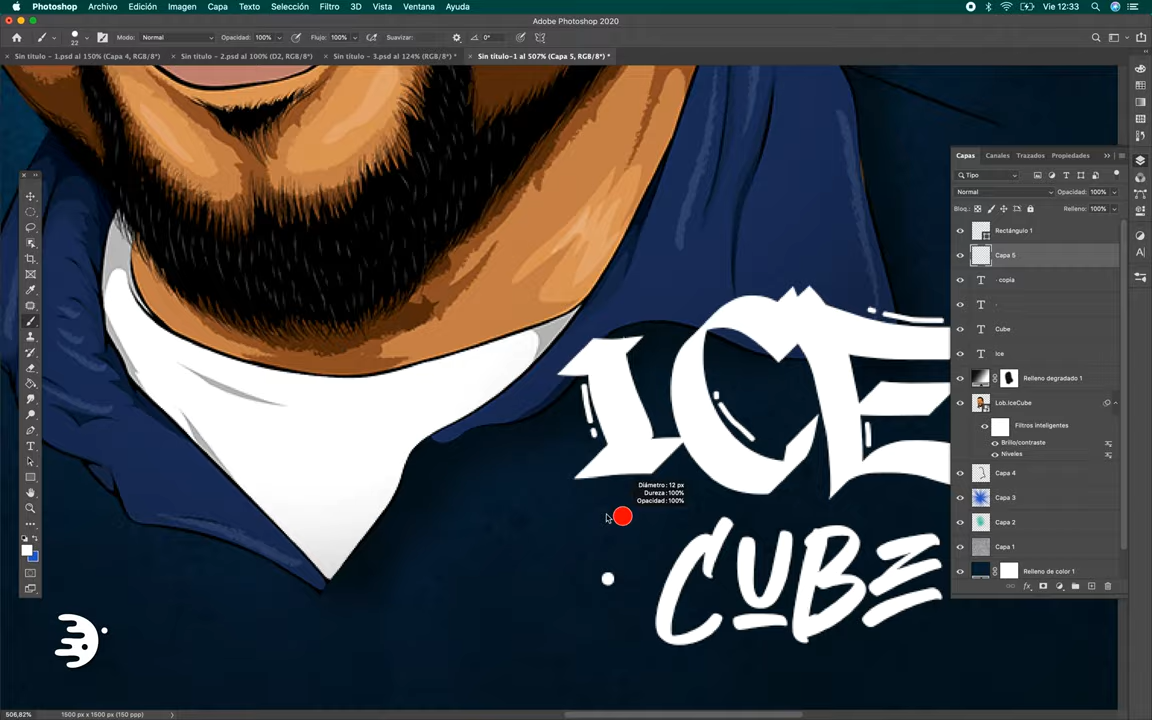 Photoshop Archivo Edición Imagen Capa Texto Selección Filtro 3D Vista Ventana Ayuda Vie 12:33
Adobe Photoshop 2020
22 Modo: Normal Opacidad: 100% Flujo: 100% Suavizar: 0°
Sin título - 1.psd al 150% (Capa 4, RGB/8*) Sin título - 2.psd al 100% (D2, RGB/8*) Sin título - 3.psd al 124% (RGB/8*) * Sin título-1 al 507% (Capa 5, RGB/8*) *
Capas Canales Trazados Propiedades
Tipo
Normal Opacidad: 100%
Bloq.: Relleno: 100%
Rectángulo 1
Capa 5
- copia
-
Cube
Ice
Relleno degradado 1
Lob.IceCube
Filtros inteligentes
Brillo/contraste
Niveles
Capa 4
Capa 3
Capa 2
Capa 1
Relleno de color 1
ICE
Diámetro: 12 px
Dureza: 100%
Opacidad: 100%
CUBE
506,82% 1500 px x 1500 px (150 ppp)